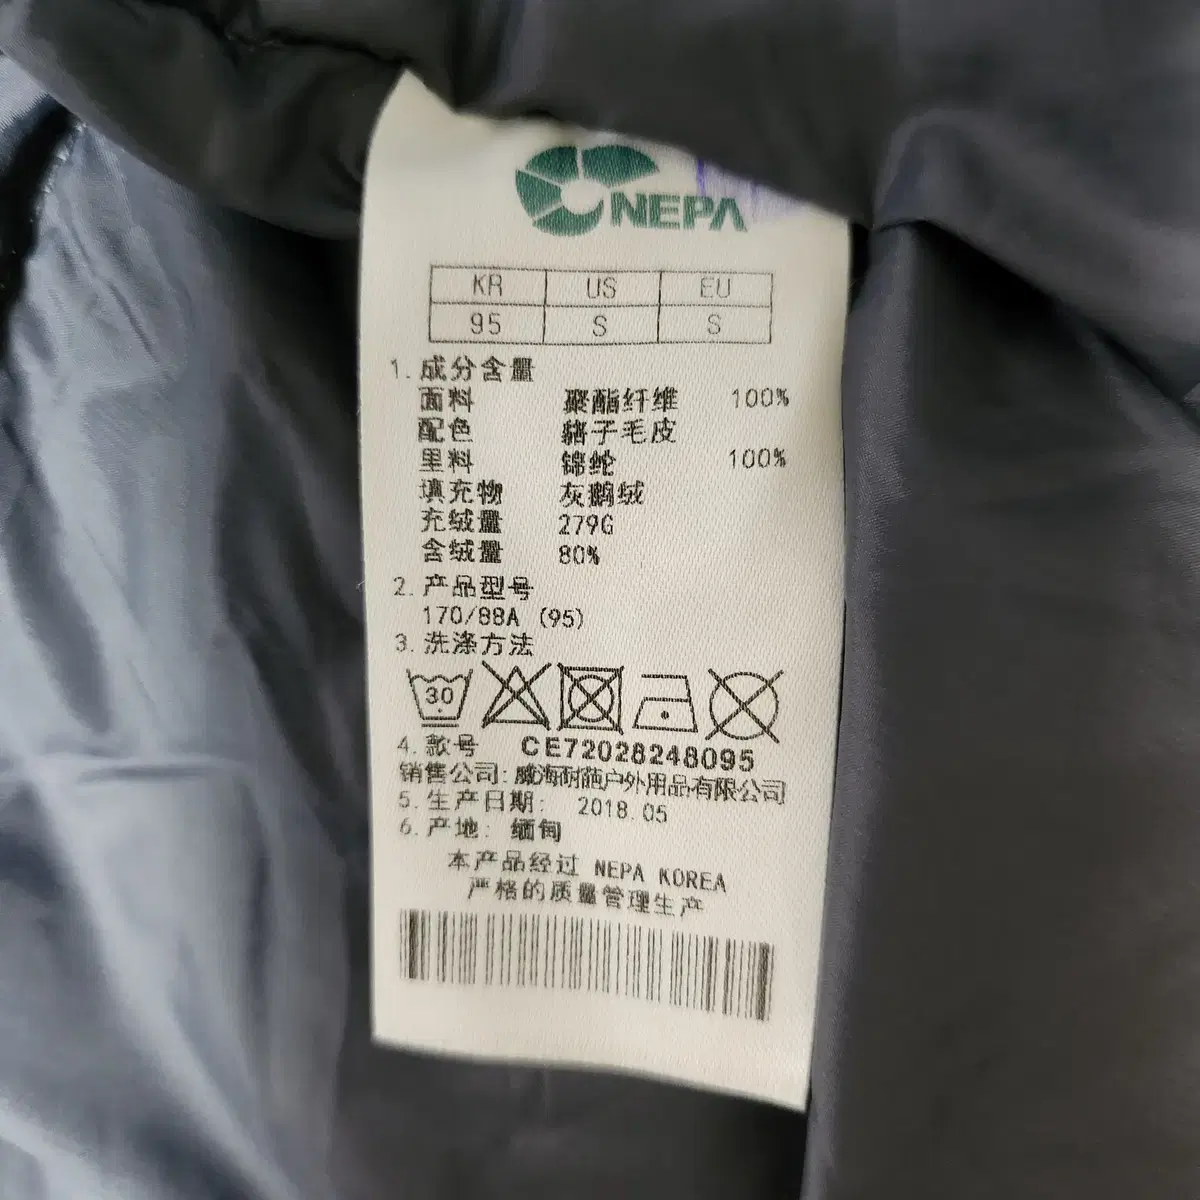 NEPA
KR US EU
95 S S
1. 成分含量
面料 聚酯纤维 100%
配色 貉子毛皮
里料 锦纶 100%
填充物 灰鹅绒
充绒量 279G
含绒量 80%
2. 产品型号
170/88A (95)
3. 洗涤方法
30
4. 款号 CE72028248095
销售公司: 威海耐葩户外用品有限公司
5. 生产日期: 2018.05
6. 产地: 缅甸
本产品经过 NEPA KOREA
严格的质量管理生产